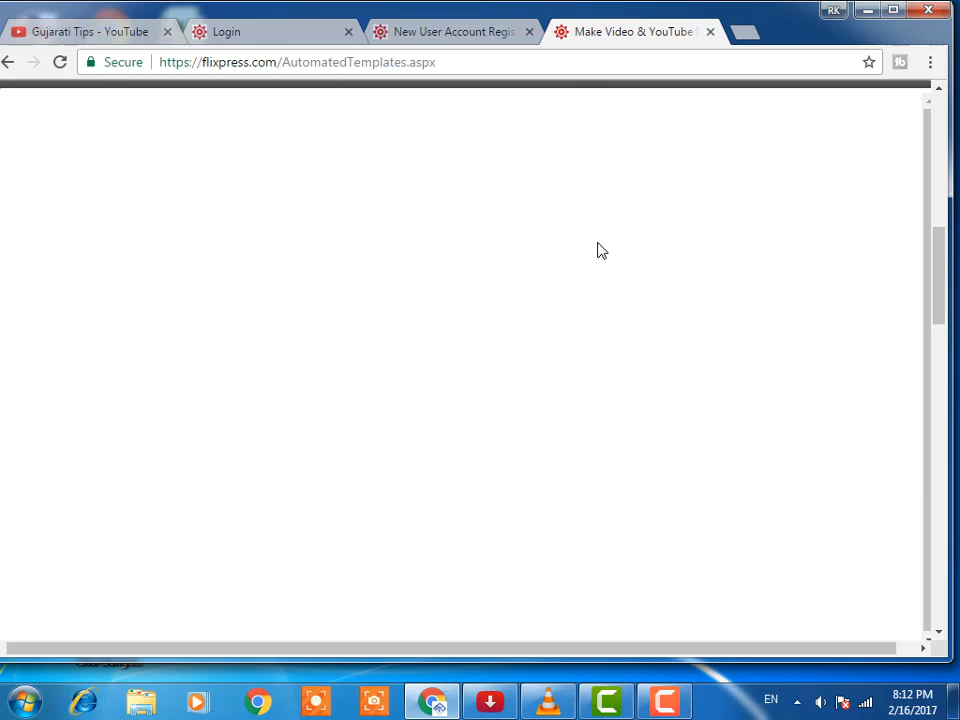 RK
Gujarati Tips - YouTube
Login
New User Account Regis
Make Video & YouTube
Secure
https://flixpress.com/AutomatedTemplates.aspx
EN
8:12 PM
2/16/2017